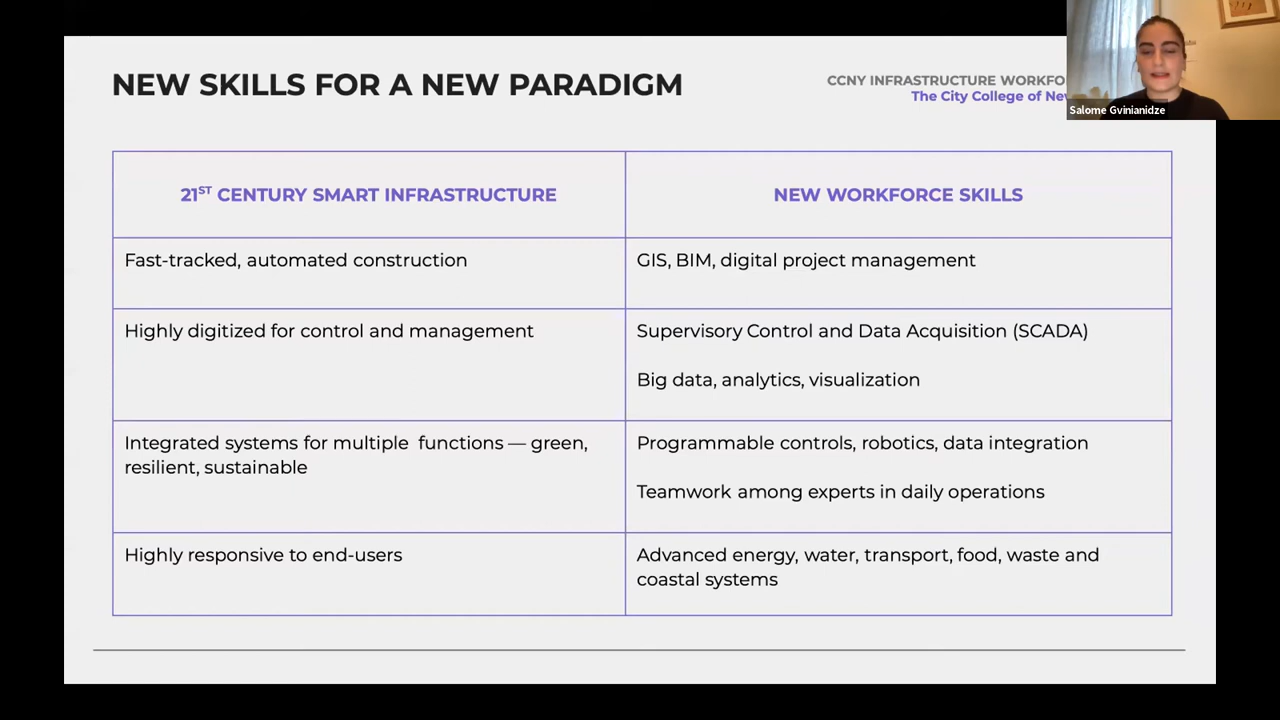 NEW SKILLS FOR A NEW PARADIGM
CCNY INFRASTRUCTURE
The City College of
Salome Gvinianidze
21ST CENTURY SMART INFRASTRUCTURE
NEW WORKFORCE SKILLS
Fast-tracked, automated construction
GIS, BIM, digital project management
Highly digitized for control and management
Supervisory Control and Data Acquisition (SCADA)
Big data, analytics, visualization
Integrated systems for multiple functions — green,
resilient, sustainable
Programmable controls, robotics, data integration
Teamwork among experts in daily operations
Highly responsive to end-users
Advanced energy, water, transport, food, waste and
coastal systems